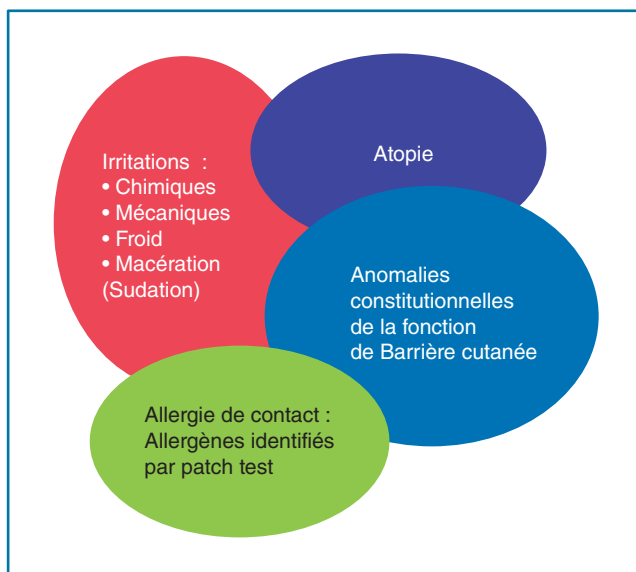 Irritations :
• Chimiques
• Mécaniques
• Froid
• Macération
(Sudation)
Atopie
Anomalies
constitutionnelles
de la fonction
de Barrière cutanée
Allergie de contact :
Allergènes identifiés
par patch test